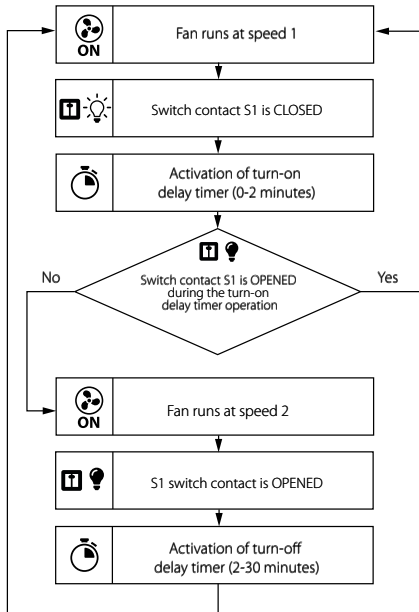 ON
Fan runs at speed 1
Switch contact S1 is CLOSED
Activation of turn-on
delay timer (0-2 minutes)
No
Yes
Switch contact S1 is OPENED
during the turn-on
delay timer operation
ON
Fan runs at speed 2
S1 switch contact is OPENED
Activation of turn-off
delay timer (2-30 minutes)